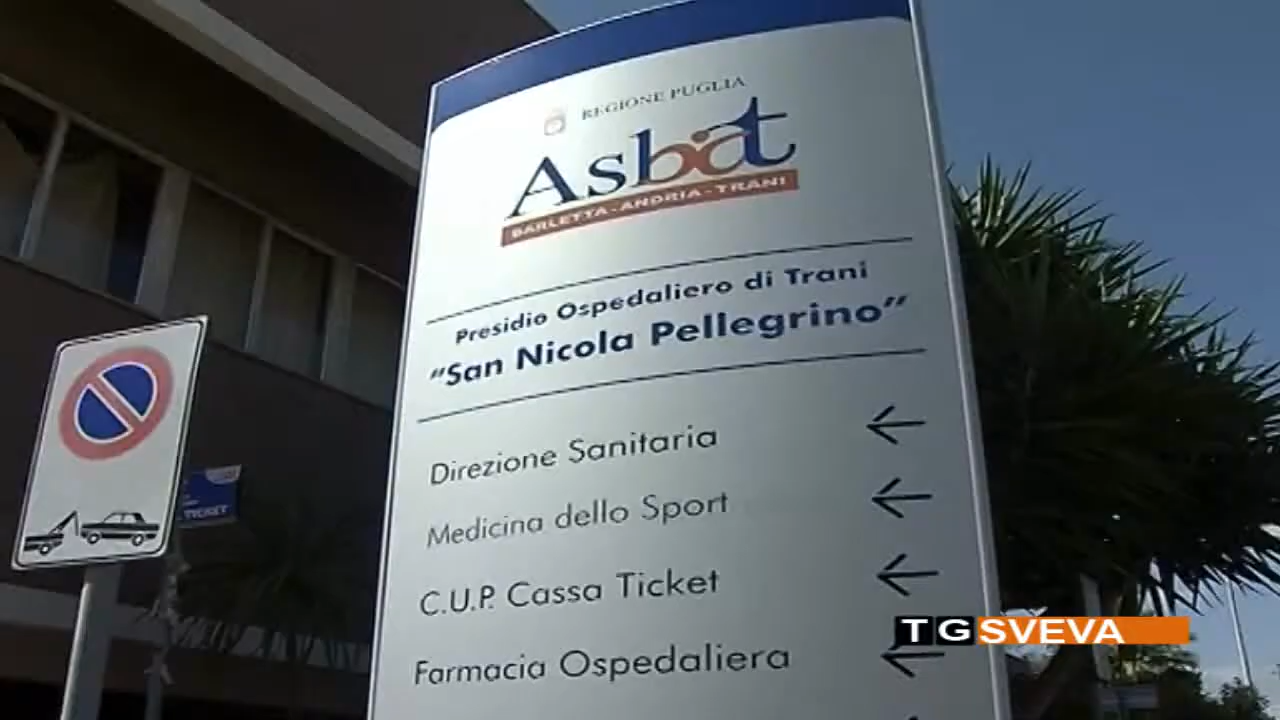 REGIONE PUGLIA
Asbat
BARLETTA - ANDRIA - TRANI
Presidio Ospedaliero di Trani
"San Nicola Pellegrino"
Direzione Sanitaria
Medicina dello Sport
C.U.P. Cassa Ticket
Farmacia Ospedaliera
TICKET
TGSVEVA